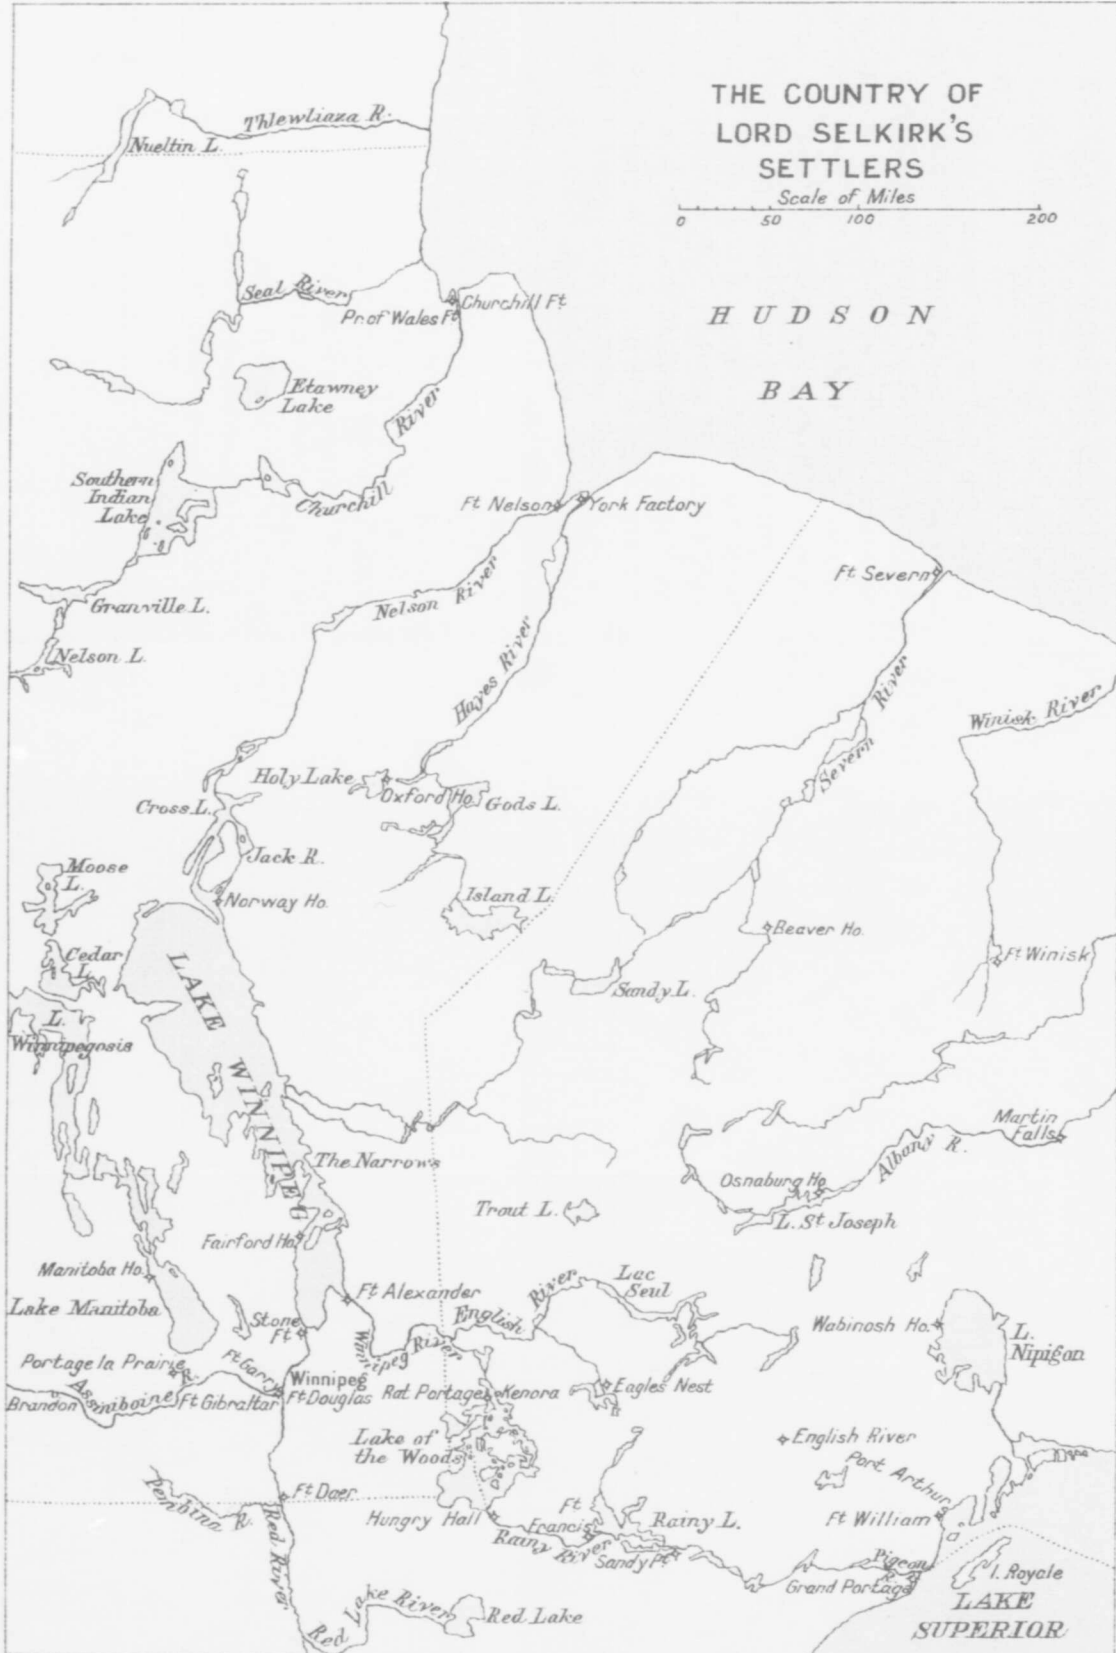 THE COUNTRY OF
LORD SELKIRK'S
SETTLERS
Scale of Miles
0 50 100 200
Thlewliaza R.
Nueltin L.
HUDSON
BAY
Seal River
Churchill Ft.
Pr. of Wales Ft
Etawney
Lake
River
Churchill
Southern
Indian
Lake
Ft Nelson
York Factory
Ft Severn
Granville L.
Nelson River
Nelson L.
Hayes River
River
Severn
Winisk River
Holy Lake
Oxford Ho.
Gods L.
Cross L.
Jack R.
Moose
L.
Norway Ho.
Island L.
Beaver Ho.
Cedar
L.
Ft Winisk
Sandy L.
LAKE WINNIPEG
L.
Winnipegosis
Martin
Falls
Albany R.
The Narrows
Osnaburg Ho
Trout L.
L. St Joseph
Fairford Ho.
Manitoba Ho.
Lake Manitoba
Ft Alexander
English River
Lac
Seul
Stone
Ft
Wabinosh Ho.
L.
Nipigon
Winnipeg River
Portage la Prairie
Ft Garry
Winnipeg
Brandon
Assiniboine R.
Ft Gibraltar
Ft Douglas
Rat Portage
Kenora
Eagles Nest
Lake of
the Woods
English River
Port Arthur
Pembina R.
Ft Daer
Red River
Hungry Hall
Ft
Francis
Rainy L.
Ft William
Rainy River
Sandy Pt
Pigeon
R.
Grand Portage
I. Royale
Red Lake River
Red Lake
LAKE
SUPERIOR